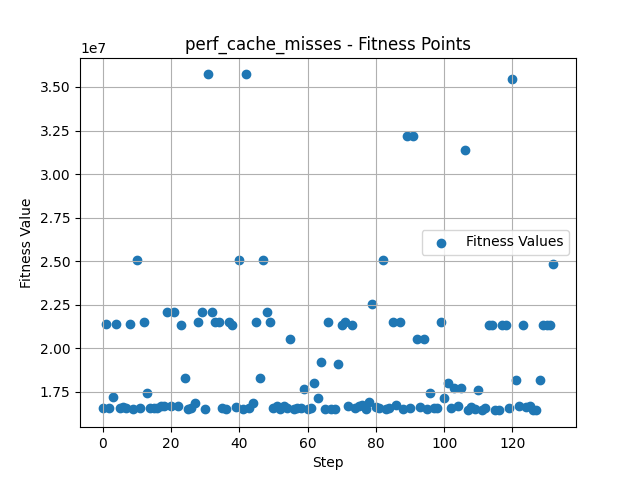 perf_cache_misses - Fitness Points
1e7
3.50
3.25
3.00
2.75
2.50
2.25
2.00
1.75
Fitness Value
Fitness Values
0 20 40 60 80 100 120
Step